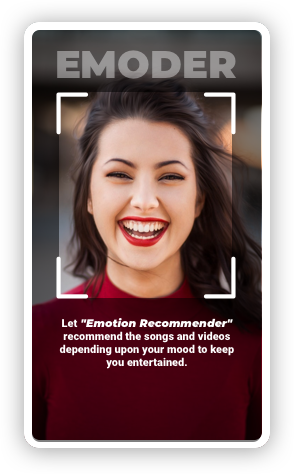 EMODER
Let "Emotion Recommender"
recommend the songs and videos
depending upon your mood to keep
you entertained.